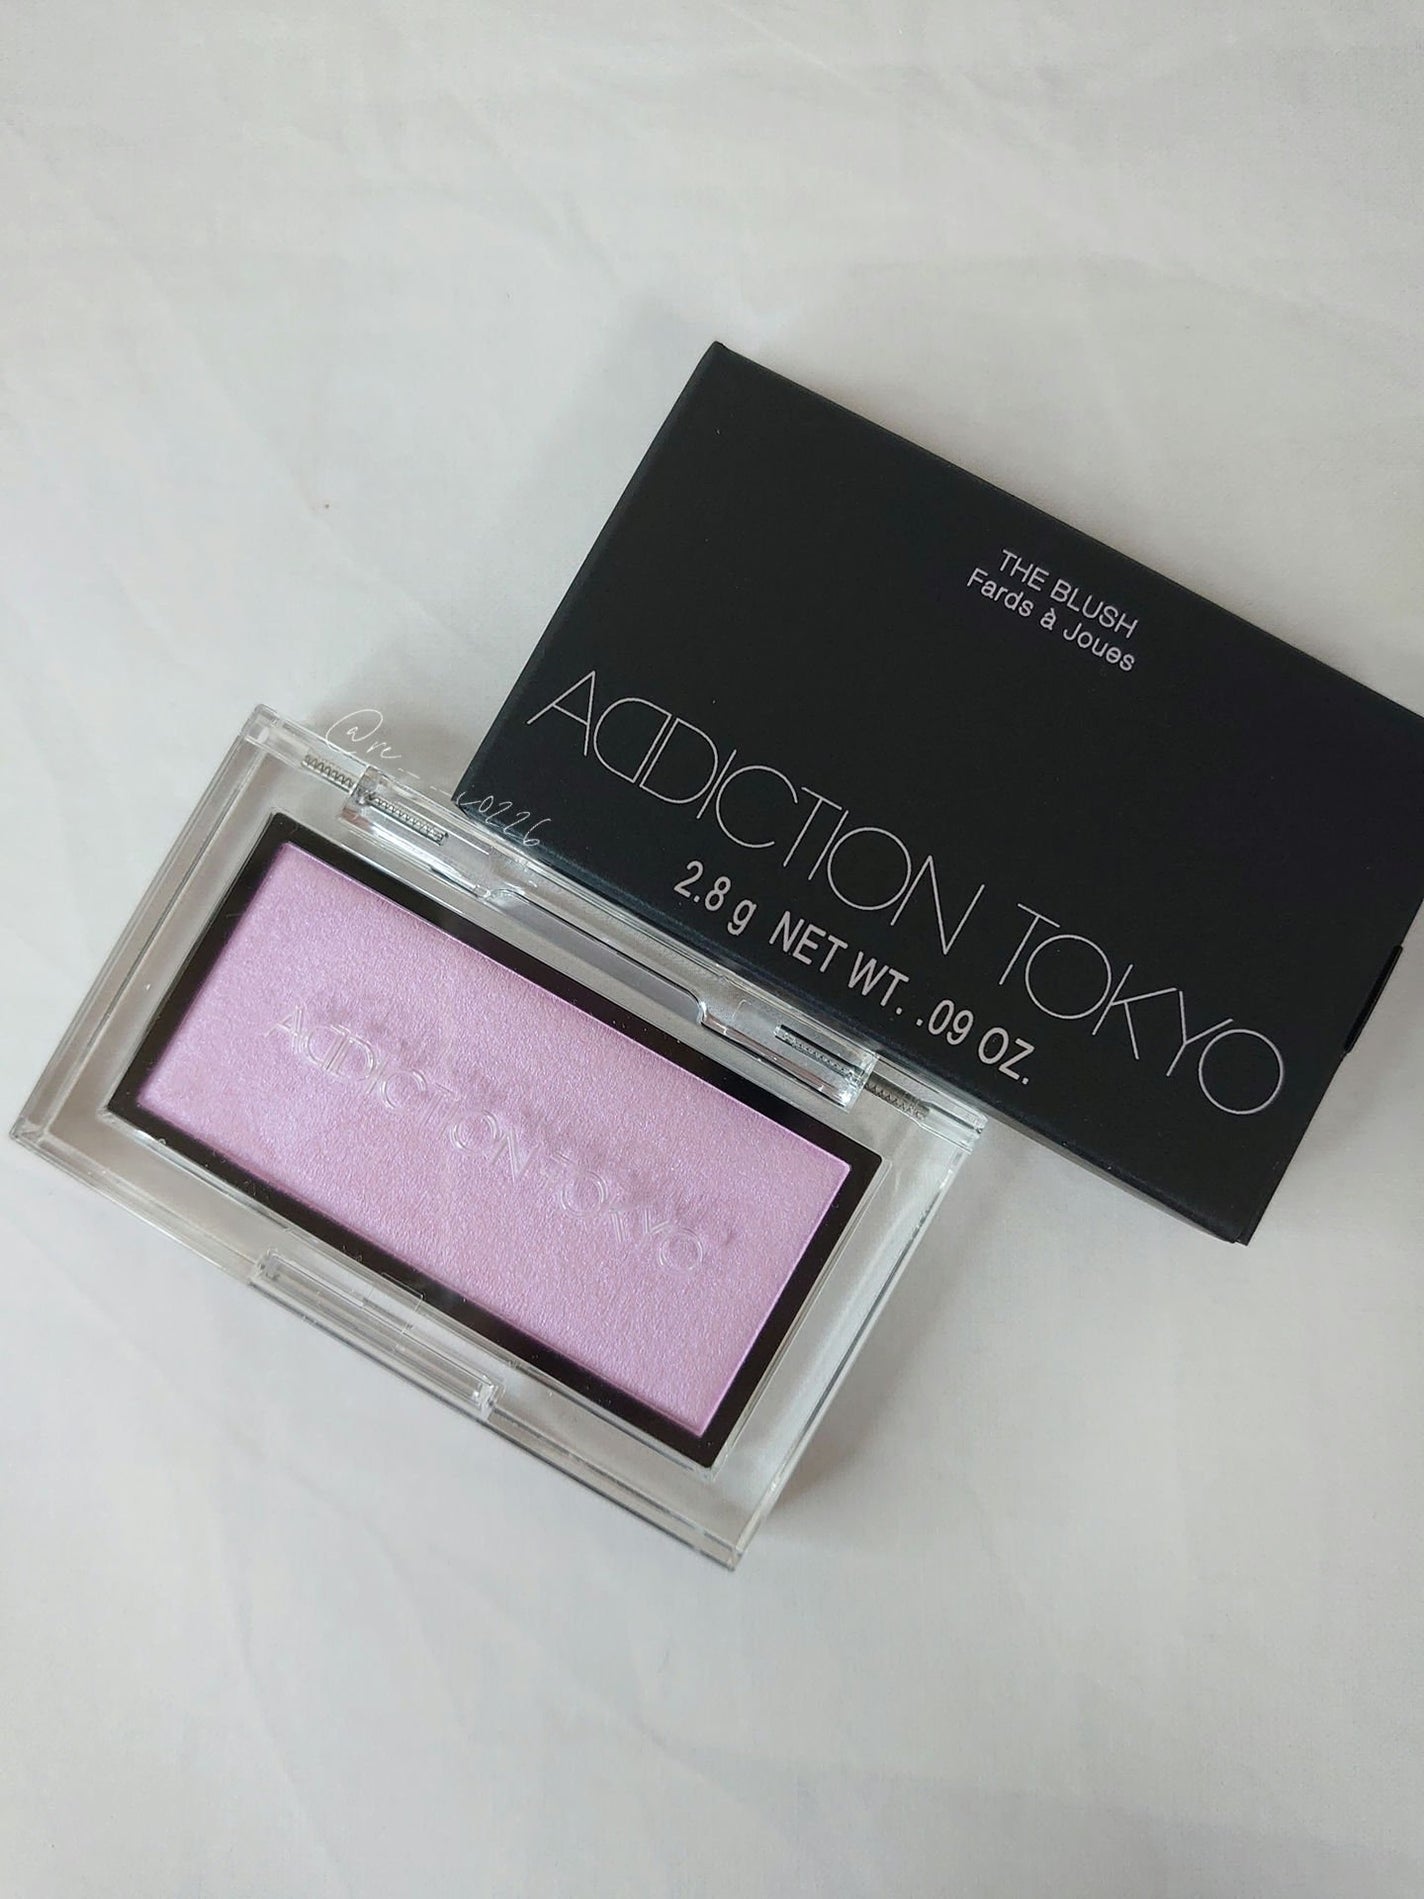 THE BLUSH
Fards à Joues
ADDICTION TOKYO
2.8 g NET WT. .09 OZ.
ADDICTION TOKYO